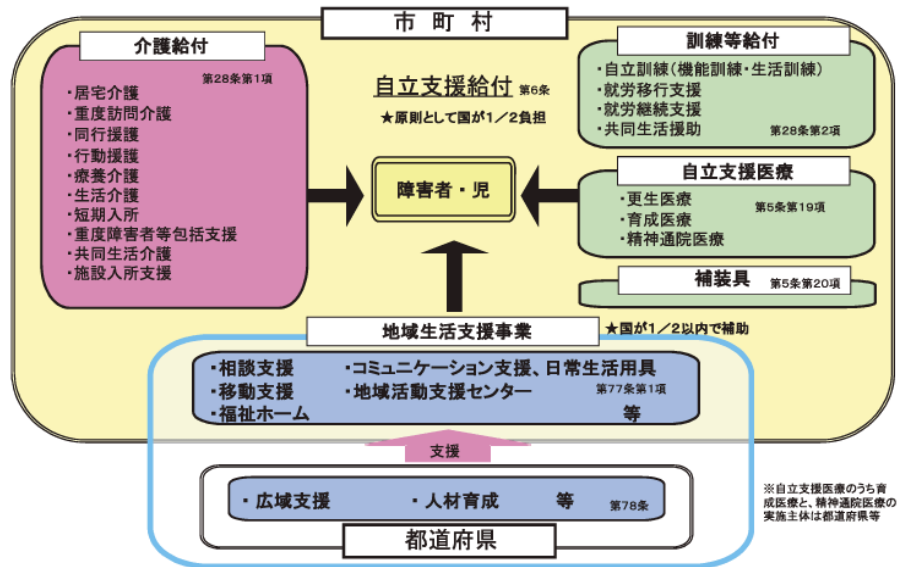 市町村
介護給付
第28条第1項
・居宅介護
・重度訪問介護
・同行援護
・行動援護
・療養介護
・生活介護
・短期入所
・重度障害者等包括支援
・共同生活介護
・施設入所支援
自立支援給付 第6条
★原則として国が1／2負担
障害者・児
訓練等給付
・自立訓練（機能訓練・生活訓練）
・就労移行支援
・就労継続支援
・共同生活援助 第28条第2項
自立支援医療
・更生医療
・育成医療 第5条第19項
・精神通院医療
補装具 第5条第20項
地域生活支援事業 ★国が1／2以内で補助
・相談支援 ・コミュニケーション支援、日常生活用具
・移動支援 ・地域活動支援センター 第77条第1項
・福祉ホーム 等
支援
・広域支援 ・人材育成 等 第78条
都道府県
※自立支援医療のうち育
成医療と、精神通院医療の
実施主体は都道府県等